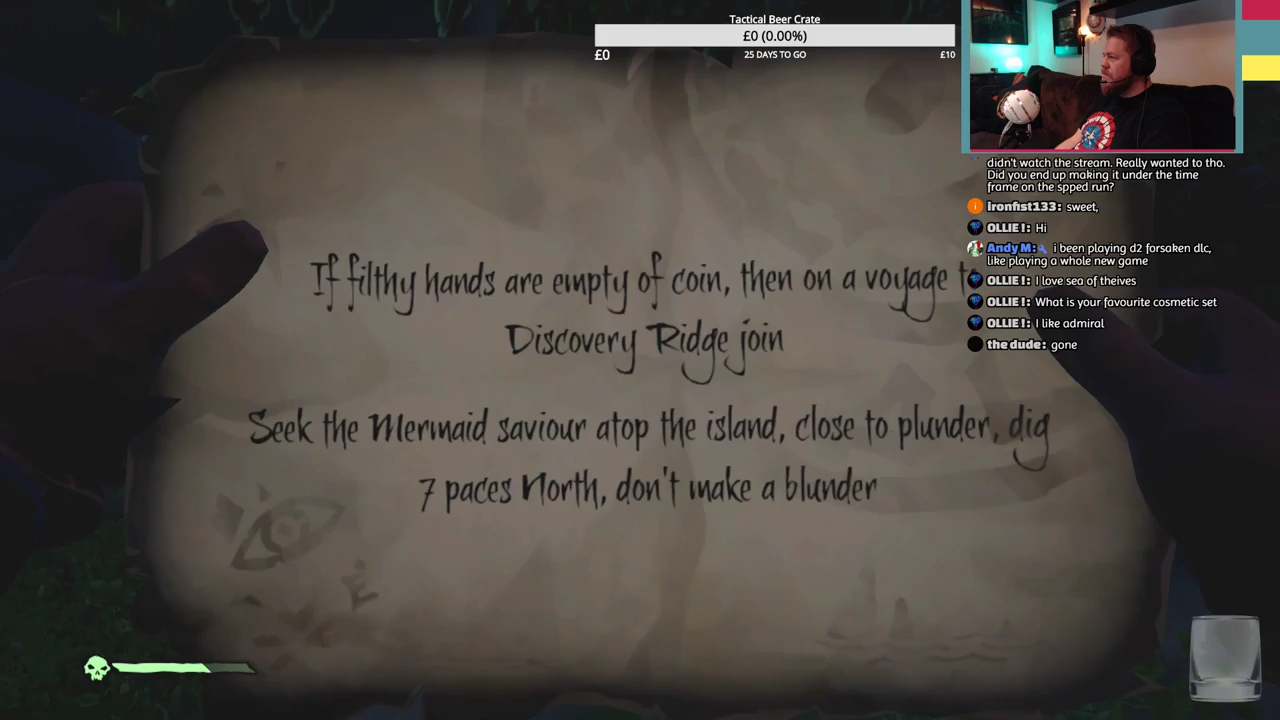 Tactical Beer Crate
£0 (0.00%)
£0 25 DAYS TO GO £10
didn't watch the stream. Really wanted to tho.
Did you end up making it under the time
frame on the spped run?
ironfist133: sweet,
OLLIE !: Hi
Andy M: i been playing d2 forsaken dlc,
like playing a whole new game
OLLIE !: I love sea of theives
OLLIE !: What is your favourite cosmetic set
OLLIE !: I like admiral
the dude: gone
If filthy hands are empty of coin, then on a voyage
Discovery Ridge join
Seek the Mermaid saviour atop the island, close to plunder, dig
7 paces North, don't make a blunder